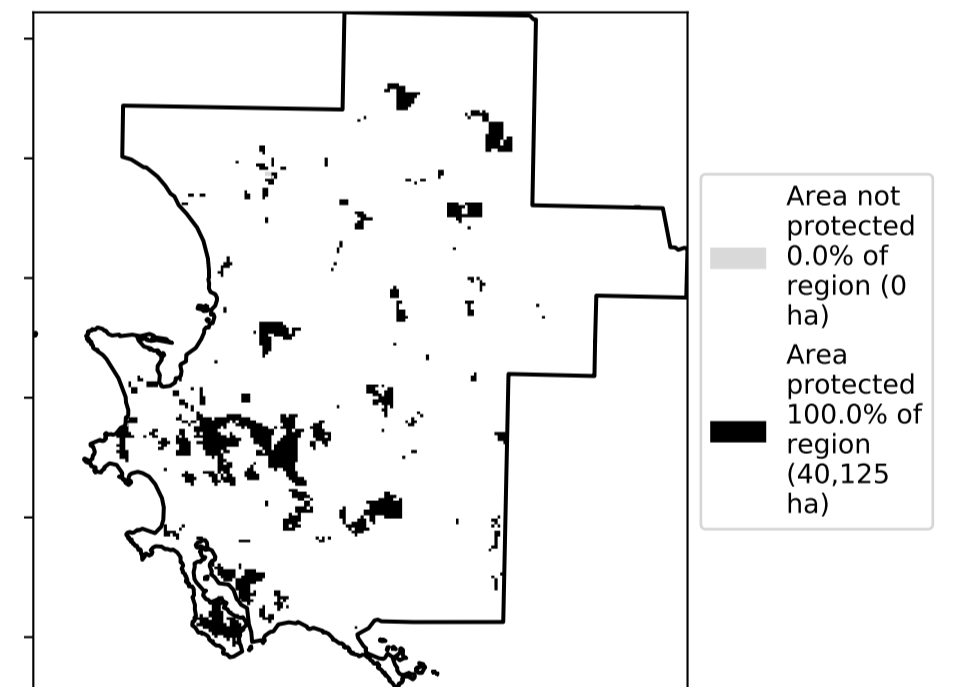 Area not
protected
0.0% of
region (0
ha)
Area
protected
100.0% of
region
(40,125
ha)